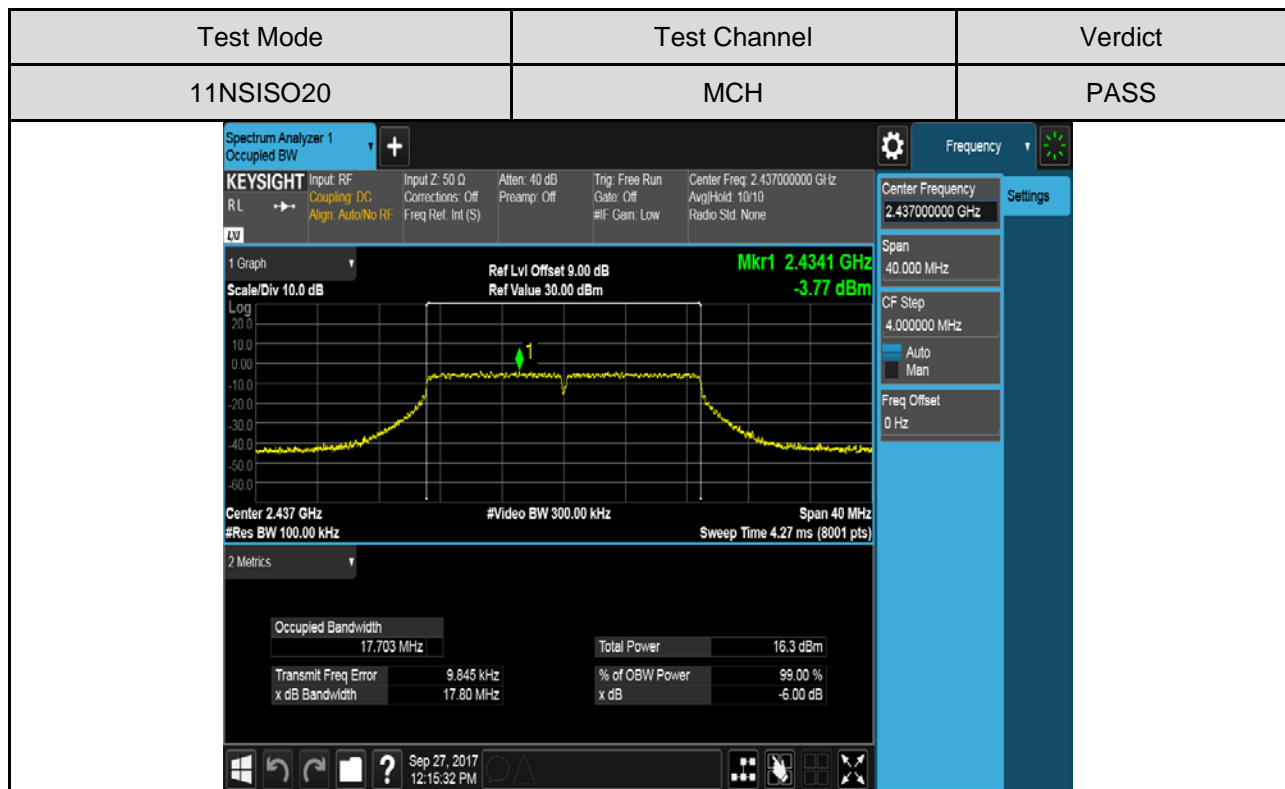 Test Mode Test Channel Verdict
11NSISO20 MCH PASS
Spectrum Analyzer 1
Occupied BW
+
Frequency
KEYSIGHT Input: RF Input Z: 50 Ω Atten: 40 dB Trig: Free Run Center Freq: 2.437000000 GHz
RL Coupling: DC Corrections: Off Preamp: Off Gate: Off Avg|Hold: 10/10
Align: Auto/No RF Freq Ref: Int (S) #IF Gain: Low Radio Std: None
LXI
Center Frequency
2.437000000 GHz
Settings
Span
40.000 MHz
CF Step
4.000000 MHz
Auto
Man
Freq Offset
0 Hz
1 Graph
Ref Lvl Offset 9.00 dB
Mkr1 2.4341 GHz
Scale/Div 10.0 dB
Ref Value 30.00 dBm
-3.77 dBm
Log
20.0
10.0
1
0.00
-10.0
-20.0
-30.0
-40.0
-50.0
-60.0
Center 2.437 GHz #Video BW 300.00 kHz Span 40 MHz
#Res BW 100.00 kHz Sweep Time 4.27 ms (8001 pts)
2 Metrics
Occupied Bandwidth
17.703 MHz
Total Power 16.3 dBm
Transmit Freq Error 9.845 kHz % of OBW Power 99.00 %
x dB Bandwidth 17.80 MHz x dB -6.00 dB
?
Sep 27, 2017
12:15:32 PM